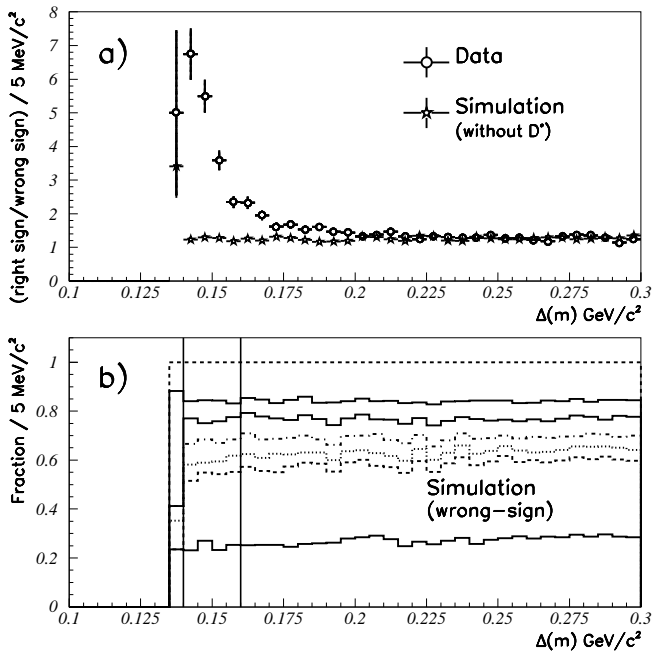 (right sign/wrong sign) / 5 MeV/c²
8
7
6
5
4
3
2
1
0
a)
Data
Simulation
(without D*)
0.1 0.125 0.15 0.175 0.2 0.225 0.25 0.275 0.3
Δ(m) GeV/c²
Fraction / 5 MeV/c²
1
0.8
0.6
0.4
0.2
0
b)
Simulation
(wrong−sign)
0.1 0.125 0.15 0.175 0.2 0.225 0.25 0.275 0.3
Δ(m) GeV/c²